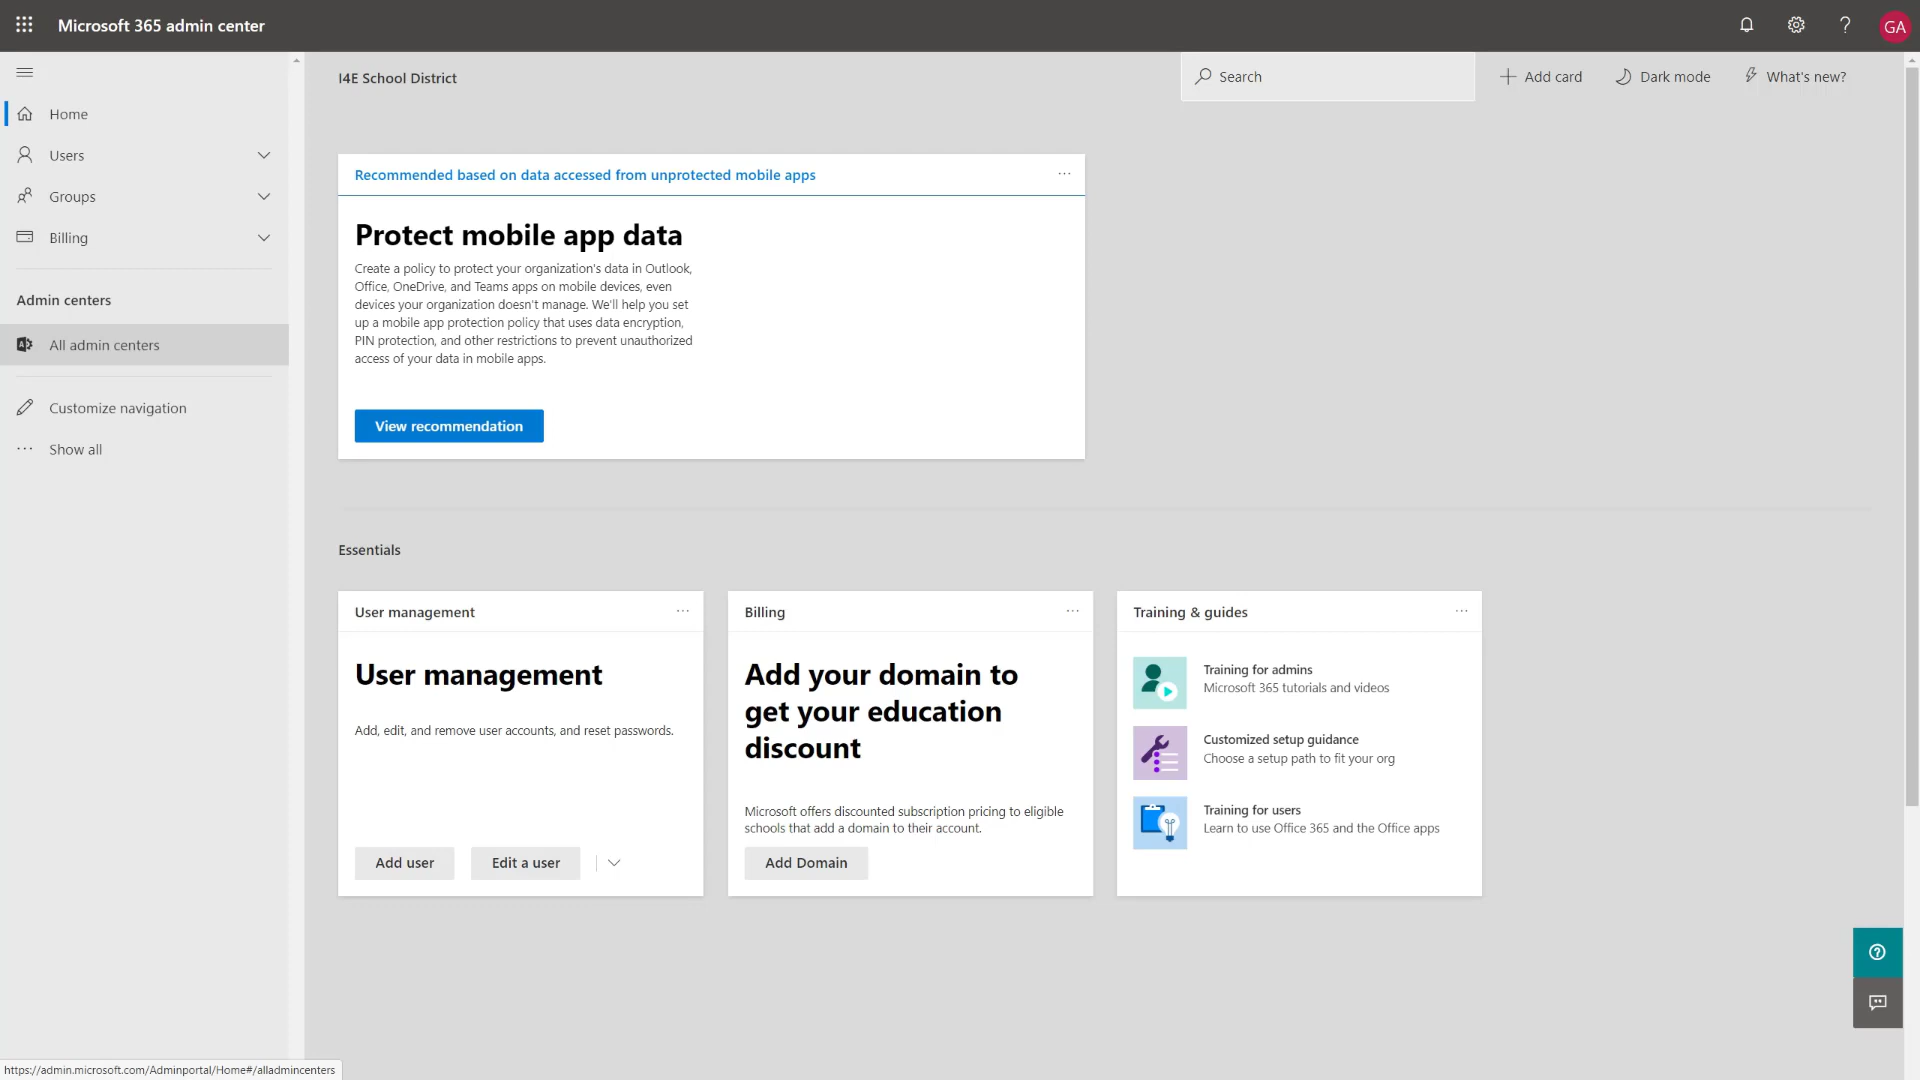 Microsoft 365 admin center
GA
I4E School District
Search
Add card
Dark mode
What's new?
Home
Users
Groups
Billing
Admin centers
All admin centers
Customize navigation
Show all
Recommended based on data accessed from unprotected mobile apps
Protect mobile app data
Create a policy to protect your organization's data in Outlook,
Office, OneDrive, and Teams apps on mobile devices, even
devices your organization doesn't manage. We'll help you set
up a mobile app protection policy that uses data encryption,
PIN protection, and other restrictions to prevent unauthorized
access of your data in mobile apps.
View recommendation
Essentials
User management
User management
Add, edit, and remove user accounts, and reset passwords.
Add user
Edit a user
Billing
Add your domain to
get your education
discount
Microsoft offers discounted subscription pricing to eligible
schools that add a domain to their account.
Add Domain
Training & guides
Training for admins
Microsoft 365 tutorials and videos
Customized setup guidance
Choose a setup path to fit your org
Training for users
Learn to use Office 365 and the Office apps
https://admin.microsoft.com/Adminportal/Home#/alladmincenters